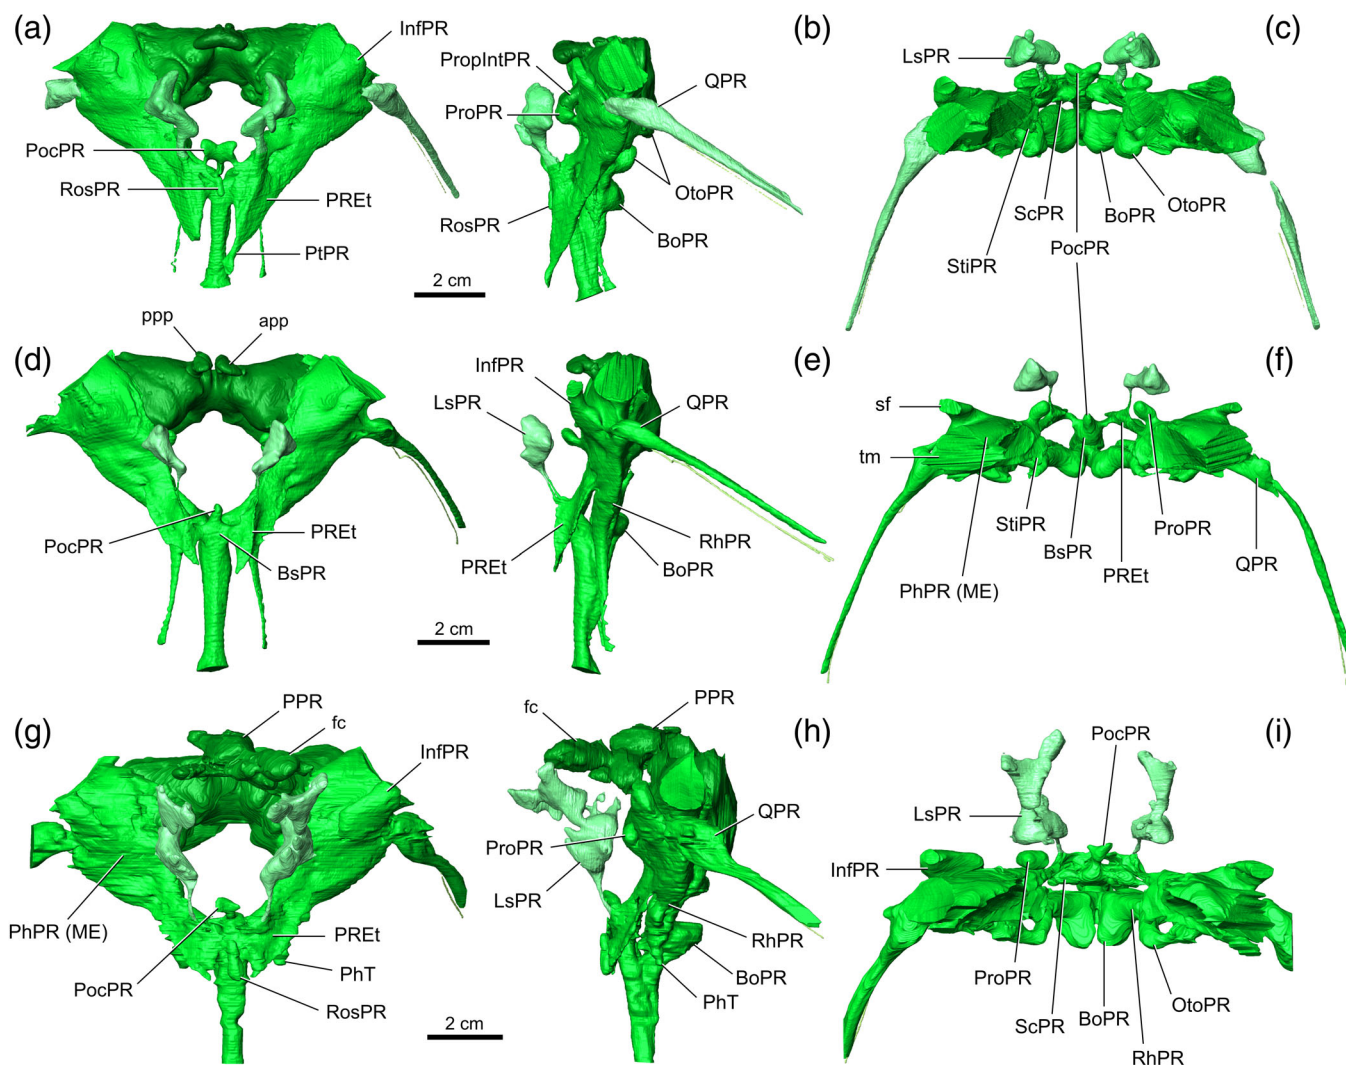 (a)
InfPR
PocPR
RosPR
PREt
PtPR
PropIntPR
ProPR
QPR
OtoPR
RosPR
BoPR
2 cm
(b)
(c)
LsPR
ScPR
BoPR
OtoPR
StiPR
PocPR
(d)
ppp
app
PocPR
PREt
BsPR
InfPR
LsPR
QPR
RhPR
PREt
BoPR
2 cm
(e)
(f)
sf
tm
StiPR
ProPR
BsPR
PREt
QPR
PhPR (ME)
(g)
PPR
fc
InfPR
PhPR (ME)
PREt
PhT
PocPR
RosPR
fc
PPR
QPR
ProPR
LsPR
RhPR
BoPR
PhT
2 cm
(h)
(i)
PocPR
LsPR
InfPR
ProPR
ScPR
BoPR
OtoPR
RhPR